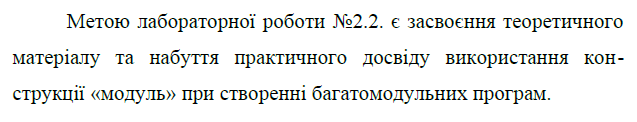 Метою лабораторної роботи №2.2. є засвоєння теоретичного
матеріалу та набуття практичного досвіду використання кон-
струкції «модуль» при створенні багатомодульних програм.